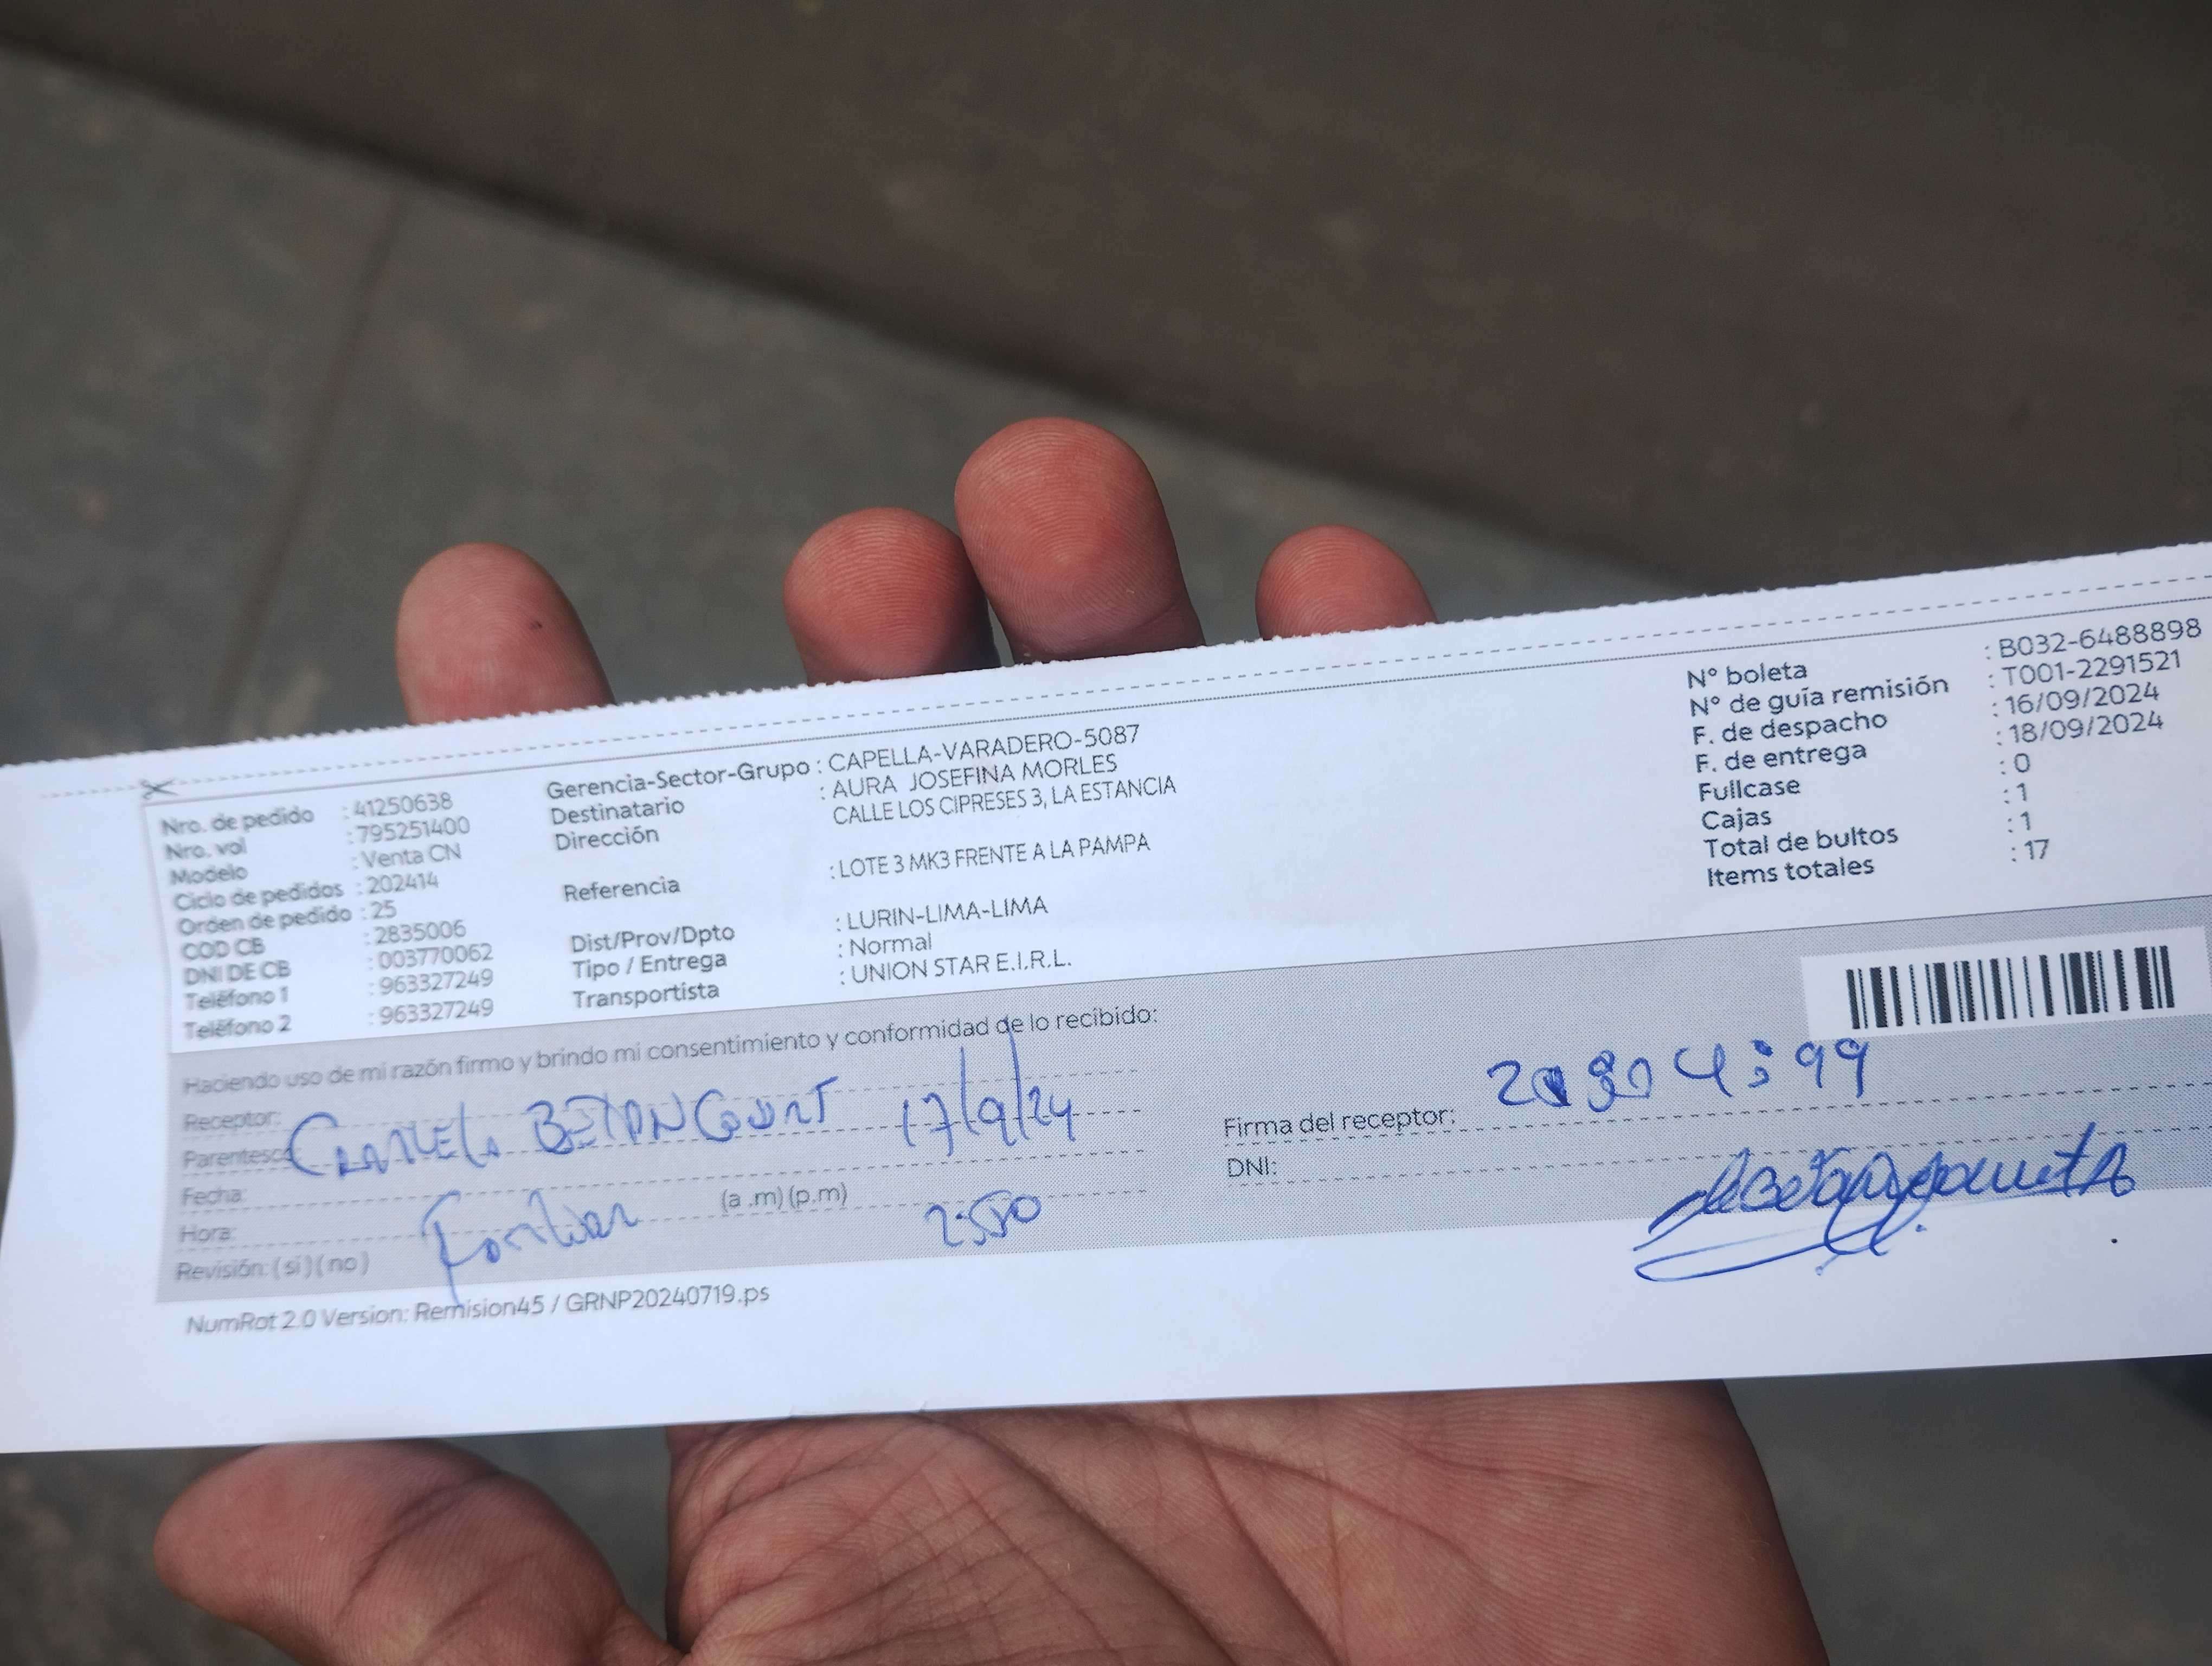 Nro. de pedido : 41250638
Nro. vol : 795251400
Modelo : Venta CN
Ciclo de pedidos : 202414
Orden de pedido : 25
COD CB : 2835006
DNI DE CB : 003770062
Teléfono 1 : 963327249
Teléfono 2 : 963327249
Gerencia-Sector-Grupo : CAPELLA-VARADERO-5087
Destinatario : AURA JOSEFINA MORLES
Dirección CALLE LOS CIPRESES 3, LA ESTANCIA
Referencia : LOTE 3 MK3 FRENTE A LA PAMPA
Dist/Prov/Dpto : LURIN-LIMA-LIMA
Tipo / Entrega : Normal
Transportista : UNION STAR E.I.R.L.
N° boleta : B032-6488898
N° de guía remisión : T001-2291521
F. de despacho : 16/09/2024
F. de entrega : 18/09/2024
Fullcase : 0
Cajas : 1
Total de bultos : 1
Items totales : 17
Haciendo uso de mi razón firmo y brindo mi consentimiento y conformidad de lo recibido:
Receptor:
Parentesco: 17/9/24
Fecha:
Hora: (a .m) (p.m)
Revisión: ( si ) ( no )
Firma del receptor:
DNI:
NumRot 2.0 Version: Remision45 / GRNP20240719.ps